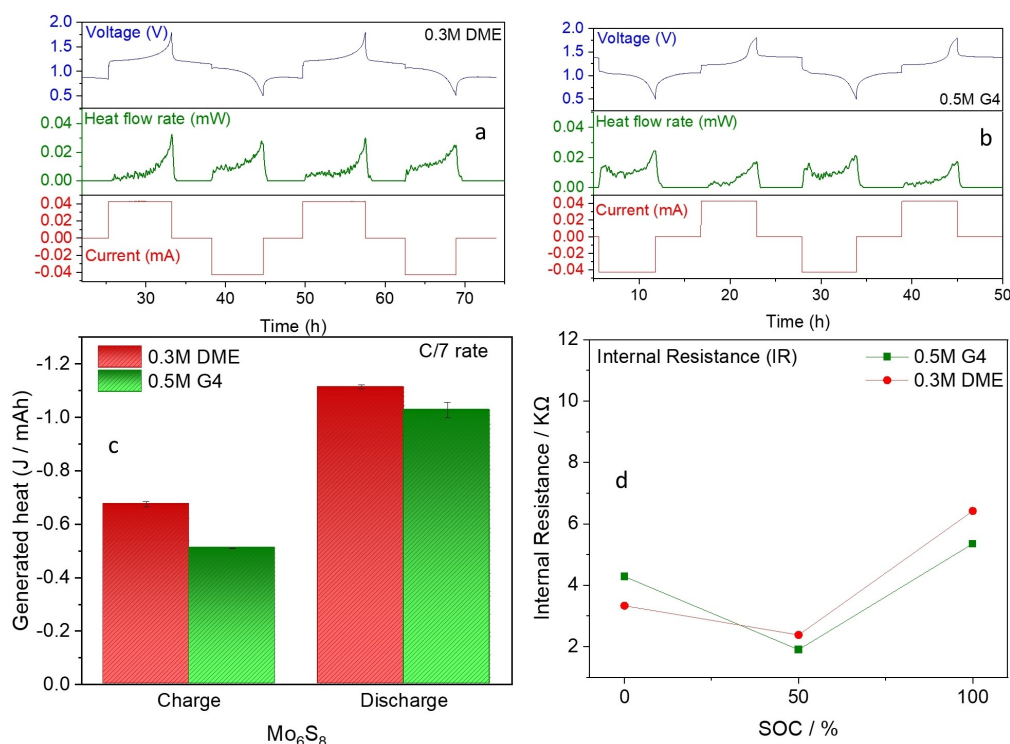 Voltage (V)
0.3M DME
2.0
1.5
1.0
0.5
Heat flow rate (mW)
a
0.04
0.02
0.00
0.04
0.02
0.00
-0.02
-0.04
Current (mA)
30
40
50
60
70
Time (h)
Voltage (V)
0.5M G4
2.0
1.5
1.0
0.5
Heat flow rate (mW)
b
0.04
0.02
0.00
Current (mA)
0.04
0.02
0.00
-0.02
-0.04
5
10
15
20
25
30
35
40
45
50
Time (h)
0.3M DME
0.5M G4
C/7 rate
c
Generated heat (J / mAh)
-1.2
-1.0
-0.8
-0.6
-0.4
-0.2
0.0
Charge
Discharge
Mo₆S₈
Internal Resistance (IR)
0.5M G4
0.3M DME
d
Internal Resistance / KΩ
12
10
8
6
4
2
0
50
100
SOC / %